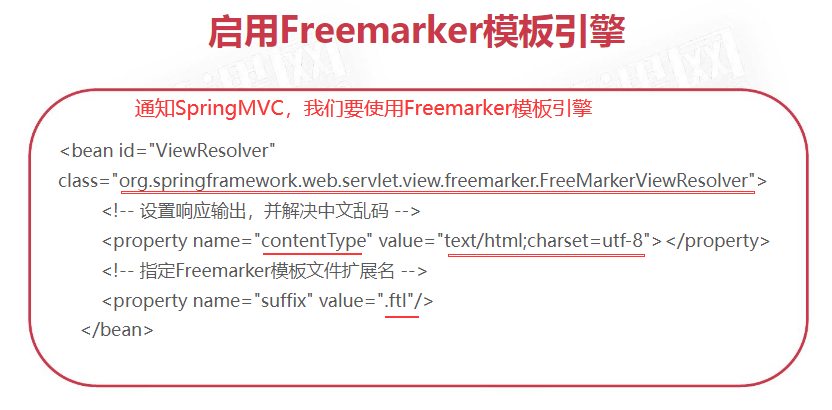 启用Freemarker模板引擎
通知SpringMVC，我们要使用Freemarker模板引擎
<bean id="ViewResolver"
class="org.springframework.web.servlet.view.freemarker.FreeMarkerViewResolver">
<!-- 设置响应输出，并解决中文乱码 -->
<property name="contentType" value="text/html;charset=utf-8"></property>
<!-- 指定Freemarker模板文件扩展名 -->
<property name="suffix" value=".ftl"/>
</bean>